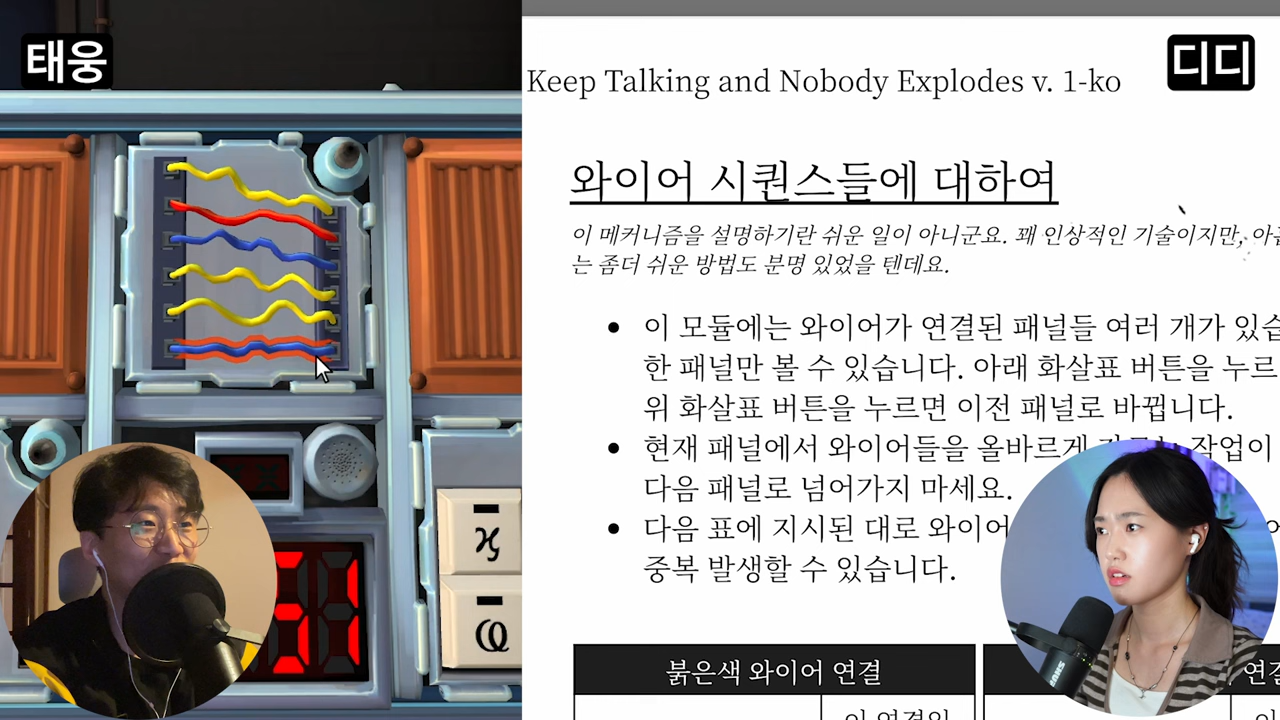 태웅
디디
Keep Talking and Nobody Explodes v. 1-ko
와이어 시퀀스들에 대하여
이 메커니즘을 설명하기란 쉬운 일이 아니군요. 꽤 인상적인 기술이지만,
는 좀더 쉬운 방법도 분명 있었을 텐데요.
• 이 모듈에는 와이어가 연결된 패널들 여러 개가 있습
한 패널만 볼 수 있습니다. 아래 화살표 버튼을 누르
위 화살표 버튼을 누르면 이전 패널로 바뀝니다.
• 현재 패널에서 와이어들을 올바르게 작업이
다음 패널로 넘어가지 마세요.
• 다음 표에 지시된 대로 와이어
중복 발생할 수 있습니다.
붉은색 와이어 연결